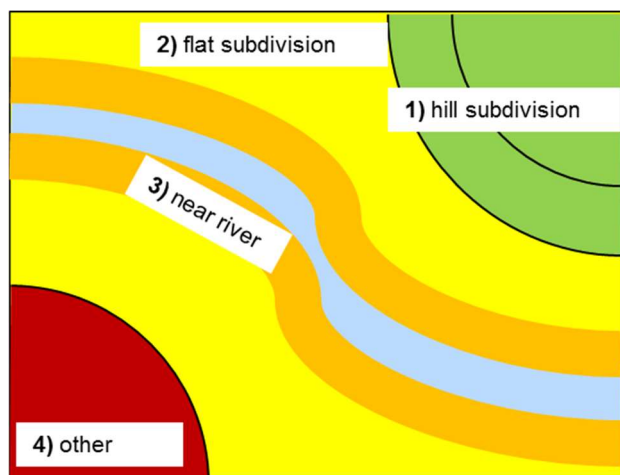 2) flat subdivision
1) hill subdivision
3) near river
4) other